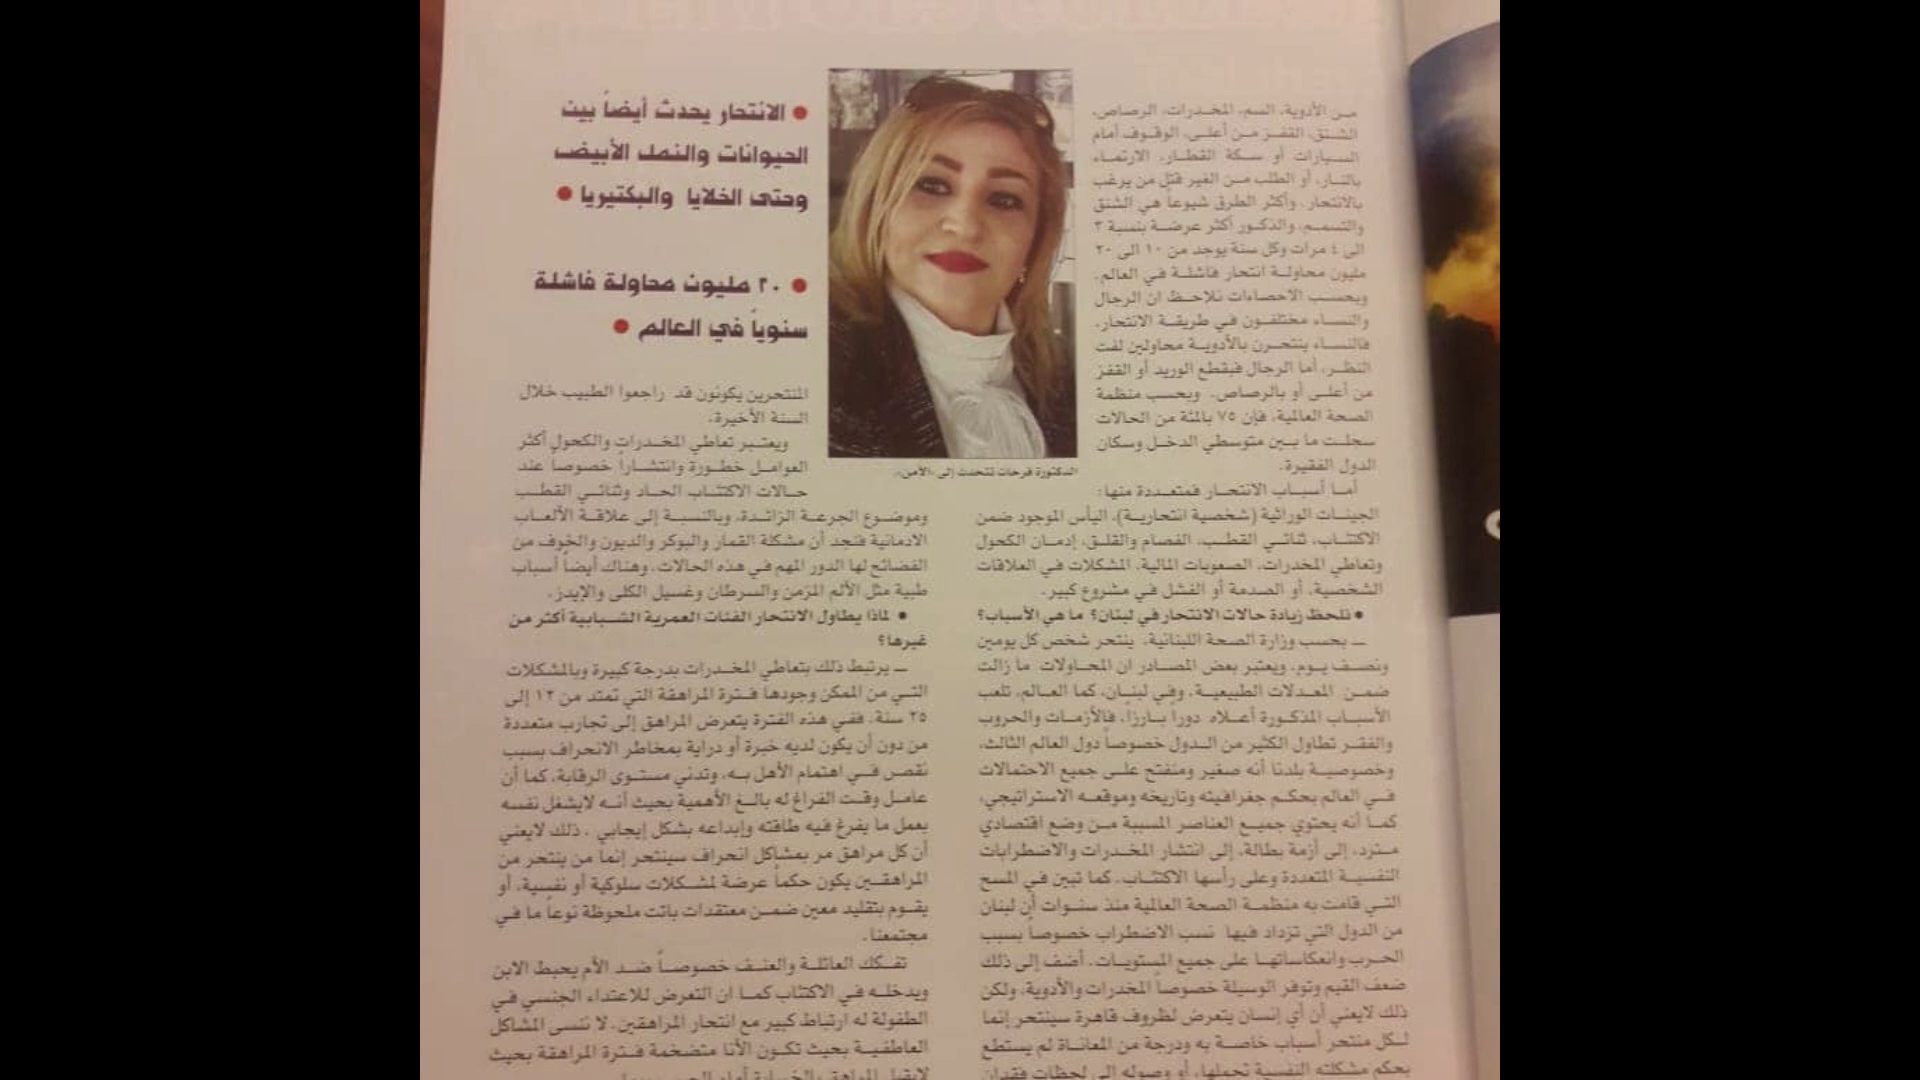 من الأدوية، السم، المخدرات، الرصاص،
الشنق، القفز من أعلى، الوقوف أمام
السيارات أو سكة القطار، الارتماء
بالنار، أو الطلب من الغير قتل من يرغب
بالانتحار. وأكثر الطرق شيوعاً هي الشنق
والتسمم، والذكور أكثر عرضة بنسبة ٣
الى ٤ مرات وكل سنة يوجد من ١٠ الى ٢٠
مليون محاولة انتحار فاشلة في العالم.
وبحسب الاحصاءات نلاحظ ان الرجال
والنساء مختلفون في طريقة الانتحار،
فالنساء ينتحرن بالأدوية محاولين لفت
النظر، أما الرجال فبقطع الوريد أو القفز
من أعلى أو بالرصاص. وبحسب منظمة
الصحة العالمية، فإن ٧٥ بالمئة من الحالات
سجلت ما بين متوسطي الدخل وسكان
الدول الفقيرة.
أما أسباب الانتحار فمتعددة منها:
الجينات الوراثية (شخصية انتحارية)، اليأس الموجود ضمن
الاكتئاب، ثنائي القطب، الفصام والقلق، إدمان الكحول
وتعاطي المخدرات، الصعوبات المالية، المشكلات في العلاقات
الشخصية، أو الصدمة أو الفشل في مشروع كبير.
● نلحظ زيادة حالات الانتحار في لبنان؟ ما هي الأسباب؟
ــ بحسب وزارة الصحة اللبنانية، ينتحر شخص كل يومين
ونصف يوم، ويعتبر بعض المصادر ان المحاولات ما زالت
ضمن المعدلات الطبيعية. وفي لبنان، كما العالم، تلعب
الأسباب المذكورة أعلاه دوراً بارزاً، فالأزمات والحروب
والفقر تطاول الكثير من الدول خصوصاً دول العالم الثالث،
وخصوصية بلدنا أنه صغير ومنفتح على جميع الاحتمالات
في العالم بحكم جغرافيته وتاريخه وموقعه الاستراتيجي،
كما أنه يحتوي جميع العناصر المسببة من وضع اقتصادي
متردد، إلى أزمة بطالة، إلى انتشار المخدرات والاضطرابات
النفسية المتعددة وعلى رأسها الاكتئاب. كما تبين في المسح
التي قامت به منظمة الصحة العالمية منذ سنوات أن لبنان
من الدول التي تزداد فيها نسب الاضطراب خصوصاً بسبب
الحرب وانعكاساتها على جميع المستويات. أضف إلى ذلك
ضعف القيم وتوفر الوسيلة خصوصاً المخدرات والأدوية، ولكن
ذلك لايعني أن أي إنسان يتعرض لظروف قاهرة سينتحر إنما
لكل منتحر أسباب خاصة به ودرجة من المعاناة لم يستطع
بحكم مشكلته النفسية تحملها، أو وصوله الى لحظات فقدان
الدكتورة فرحات تتحدث إلى «الأمن».
● الانتحار يحدث أيضاً بين
الحيوانات والنمل الأبيض
وحتى الخلايا والبكتيريا ●
● ٢٠ مليون محاولة فاشلة
سنوياً في العالم ●
المنتحرين يكونون قد راجعوا الطبيب خلال
السنة الأخيرة.
ويعتبر تعاطي المخدرات والكحول أكثر
العوامل خطورة وانتشاراً خصوصاً عند
حالات الاكتئاب الحاد وثنائي القطب
وموضوع الجرعة الزائدة، وبالنسبة إلى علاقة الألعاب
الادمانية فنجد أن مشكلة القمار والبوكر والديون والخوف من
الفضائح لها الدور المهم في هذه الحالات. وهناك أيضاً أسباب
طبية مثل الألم المزمن والسرطان وغسيل الكلى والإيدز.
● لماذا يطاول الانتحار الفئات العمرية الشبابية أكثر من
غيرها؟
ــ يرتبط ذلك بتعاطي المخدرات بدرجة كبيرة وبالمشكلات
التي من الممكن وجودها فترة المراهقة التي تمتد من ١٢ إلى
٢٥ سنة. ففي هذه الفترة يتعرض المراهق إلى تجارب متعددة
من دون أن يكون لديه خبرة أو دراية بمخاطر الانحراف بسبب
نقص في اهتمام الأهل به، وتدني مستوى الرقابة، كما أن
عامل وقت الفراغ له بالغ الأهمية بحيث أنه لايشغل نفسه
بعمل ما يفرغ فيه طاقته وإبداعه بشكل إيجابي. ذلك لايعني
أن كل مراهق مر بمشاكل انحراف سينتحر إنما من ينتحر من
المراهقين يكون حكماً عرضة لمشكلات سلوكية أو نفسية، أو
يقوم بتقليد معين ضمن معتقدات باتت ملحوظة نوعاً ما في
مجتمعنا.
تفكك العائلة والعنف خصوصاً ضد الأم يحبط الابن
ويدخله في الاكتئاب كما ان التعرض للاعتداء الجنسي في
الطفولة له ارتباط كبير مع انتحار المراهقين، لا ننسى المشاكل
العاطفية بحيث تكون الأنا متضخمة فترة المراهقة بحيث